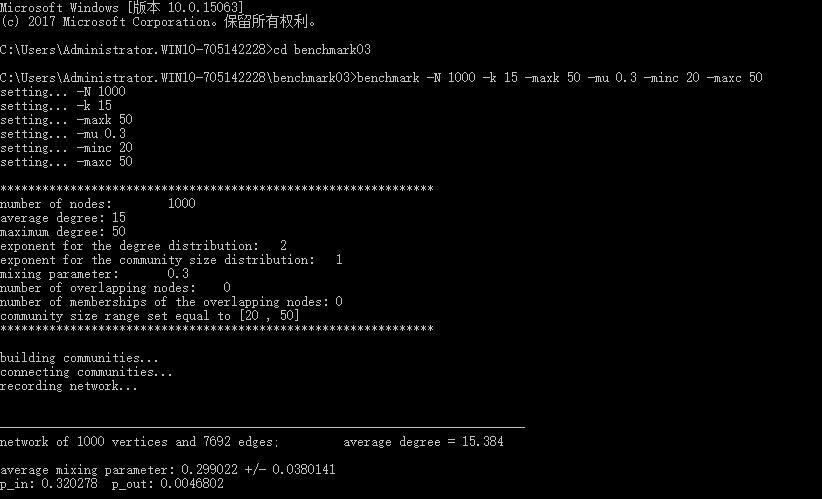 Microsoft Windows [版本 10.0.15063]
(c) 2017 Microsoft Corporation。保留所有权利。
C:\Users\Administrator.WIN10-705142228>cd benchmark03
C:\Users\Administrator.WIN10-705142228\benchmark03>benchmark -N 1000 -k 15 -maxk 50 -mu 0.3 -minc 20 -maxc 50
setting... -N 1000
setting... -k 15
setting... -maxk 50
setting... -mu 0.3
setting... -minc 20
setting... -maxc 50
**************************************************************
number of nodes: 1000
average degree: 15
maximum degree: 50
exponent for the degree distribution: 2
exponent for the community size distribution: 1
mixing parameter: 0.3
number of overlapping nodes: 0
number of memberships of the overlapping nodes: 0
community size range set equal to [20 , 50]
**************************************************************
building communities...
connecting communities...
recording network...
___________________________________________________________________________
network of 1000 vertices and 7692 edges; average degree = 15.384
average mixing parameter: 0.299022 +/- 0.0380141
p_in: 0.320278 p_out: 0.0046802